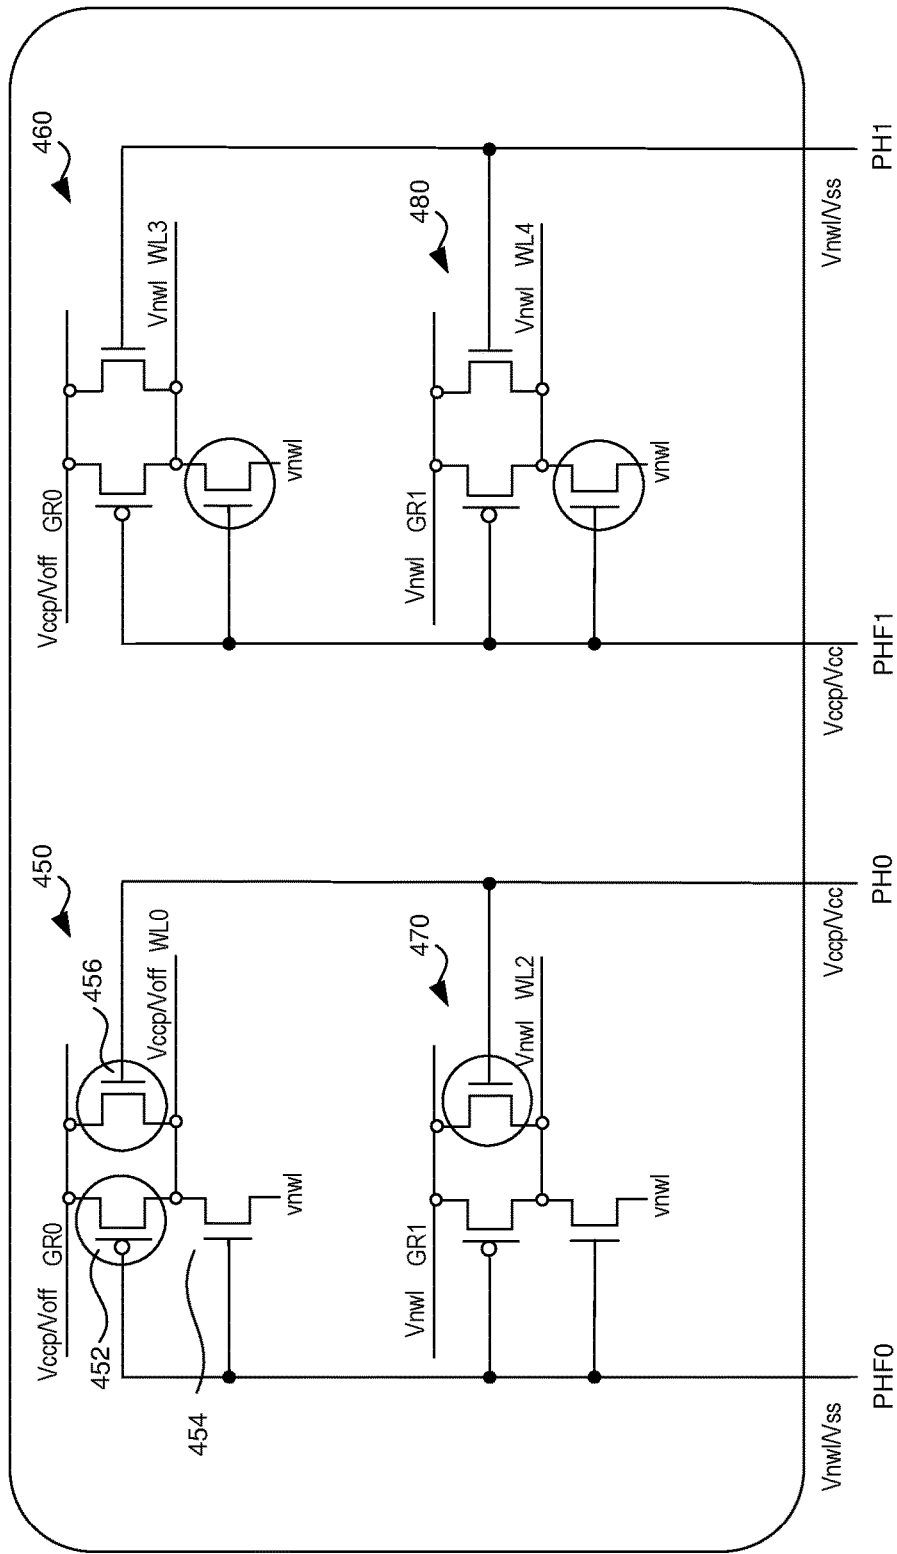 450
460
Vccp/Voff GR0
Vccp/Voff GR0
456
452
Vccp/Voff WL0
Vnwl WL3
454
vnwl
vnwl
Vnwl GR1
470
Vnwl GR1
480
Vnwl WL2
Vnwl WL4
vnwl
vnwl
Vnwl/Vss
Vccp/Vcc
Vccp/Vcc
Vnwl/Vss
PHF0
PH0
PHF1
PH1